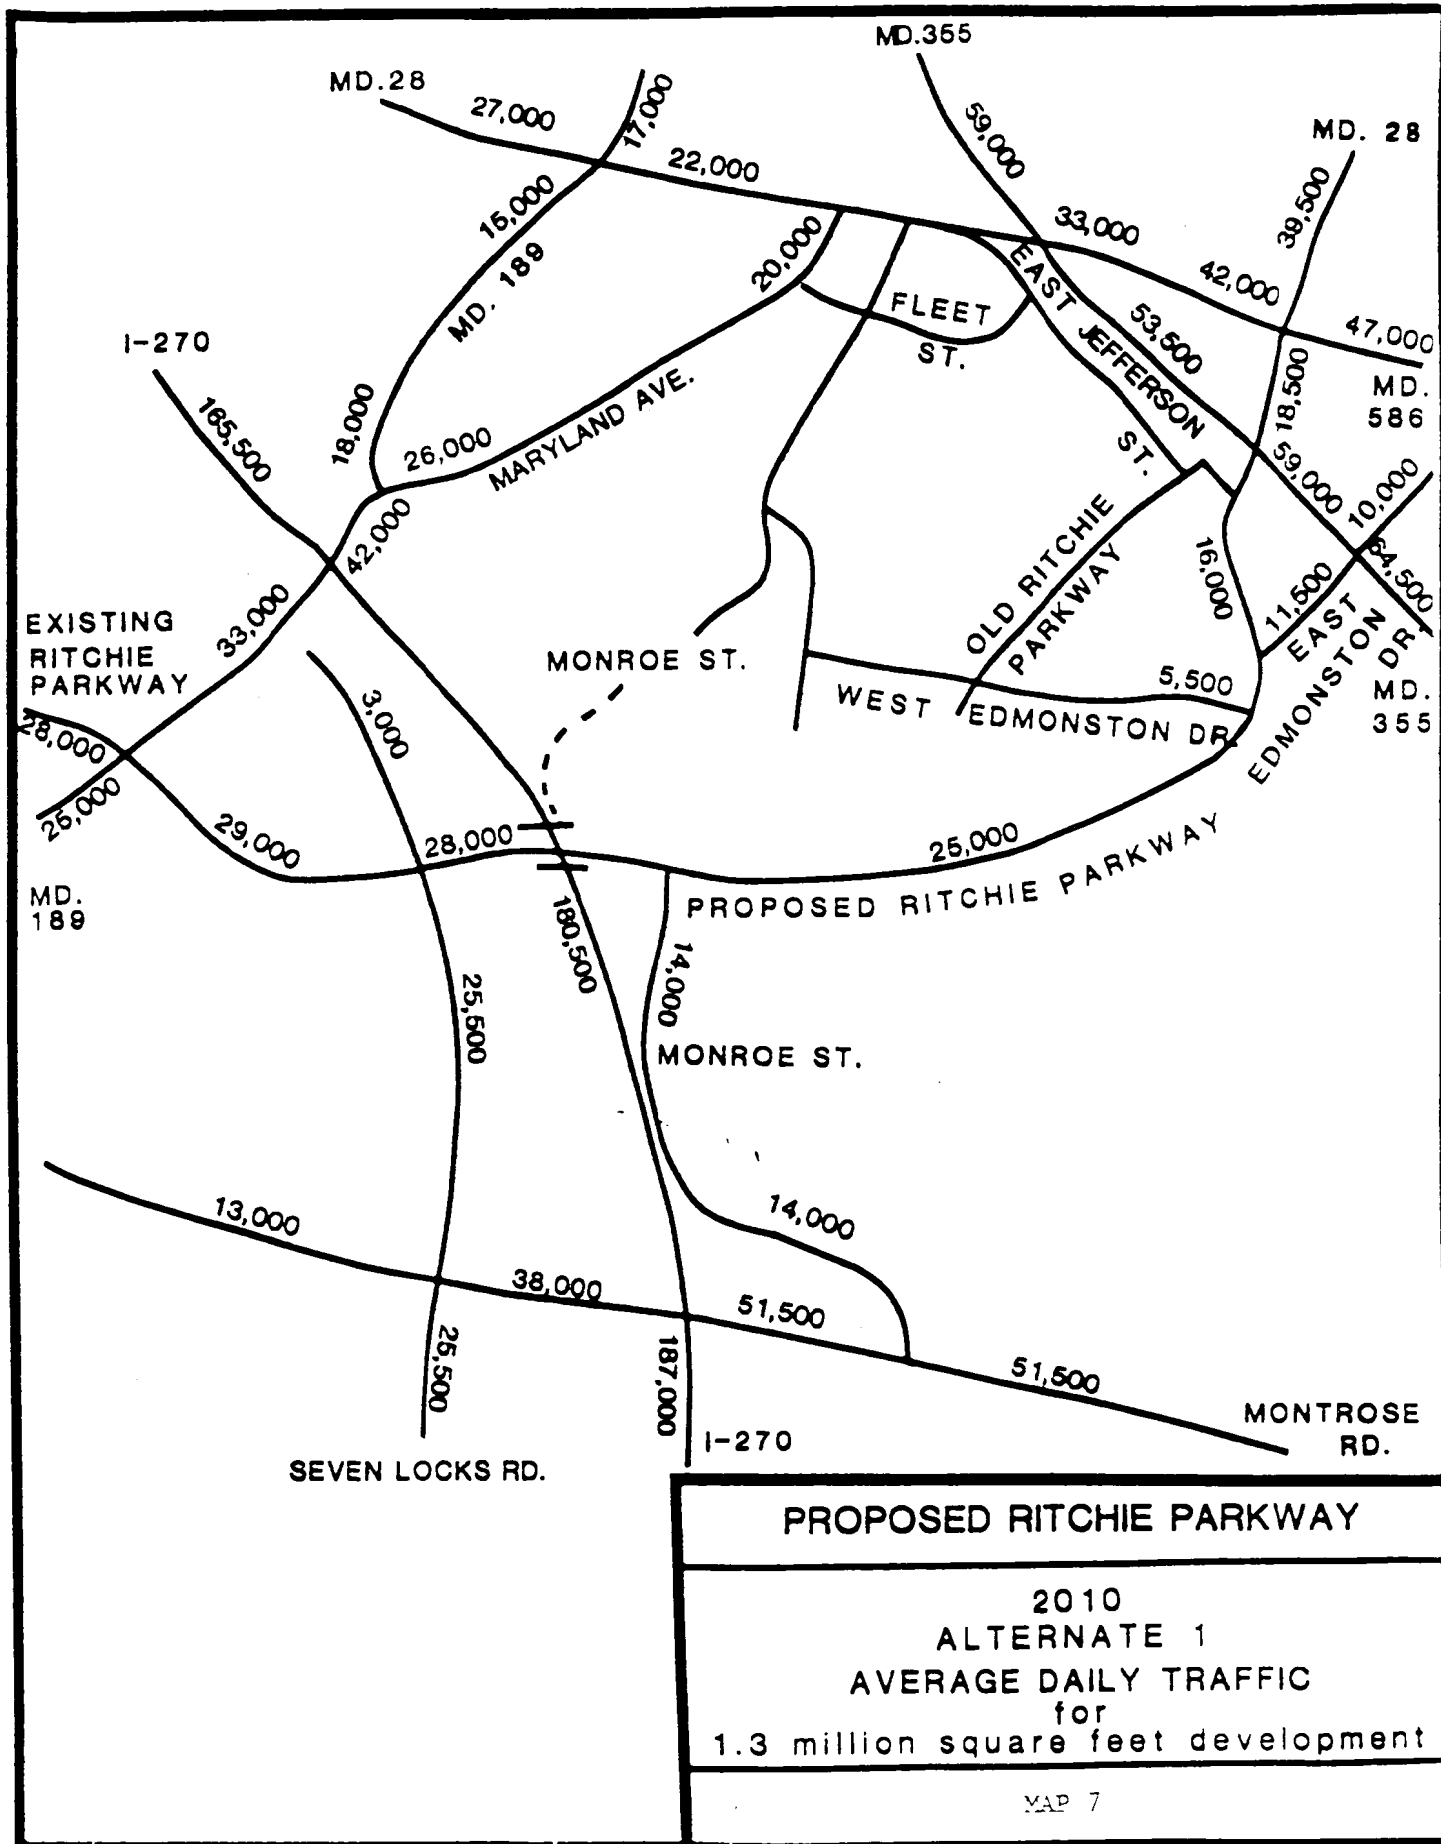 MD.355
MD.28
27,000
17,000
59,000
MD. 28
22,000
15,000
39,500
MD. 189
20,000
33,000
42,000
EAST JEFFERSON ST.
FLEET
ST.
53,500
47,000
I-270
MD.
586
165,500
18,000
26,000
MARYLAND AVE.
18,500
59,000
10,000
42,000
OLD RITCHIE
PARKWAY
16,000
64,500
11,500
EXISTING
RITCHIE
PARKWAY
33,000
MONROE ST.
EAST
EDMONSTON DR.
3,000
5,500
WEST EDMONSTON DR.
MD.
355
28,000
25,000
29,000
28,000
25,000
PROPOSED RITCHIE PARKWAY
MD.
189
180,500
14,000
25,500
MONROE ST.
13,000
14,000
38,000
51,500
25,500
187,000
51,500
MONTROSE
RD.
I-270
SEVEN LOCKS RD.
PROPOSED RITCHIE PARKWAY
2010
ALTERNATE 1
AVERAGE DAILY TRAFFIC
for
1.3 million square feet development
MAP 7